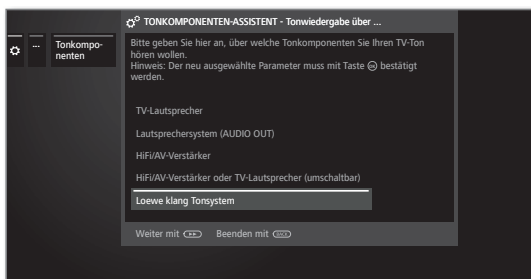 TONKOMPONENTEN-ASSISTENT - Tonwiedergabe über ...
... Tonkompo-
nenten
Bitte geben Sie hier an, über welche Tonkomponenten Sie Ihren TV-Ton
hören wollen.
Hinweis: Der neu ausgewählte Parameter muss mit Taste OK bestätigt
werden.
TV-Lautsprecher
Lautsprechersystem (AUDIO OUT)
HiFi/AV-Verstärker
HiFi/AV-Verstärker oder TV-Lautsprecher (umschaltbar)
Loewe klang Tonsystem
Weiter mit Beenden mit BACK